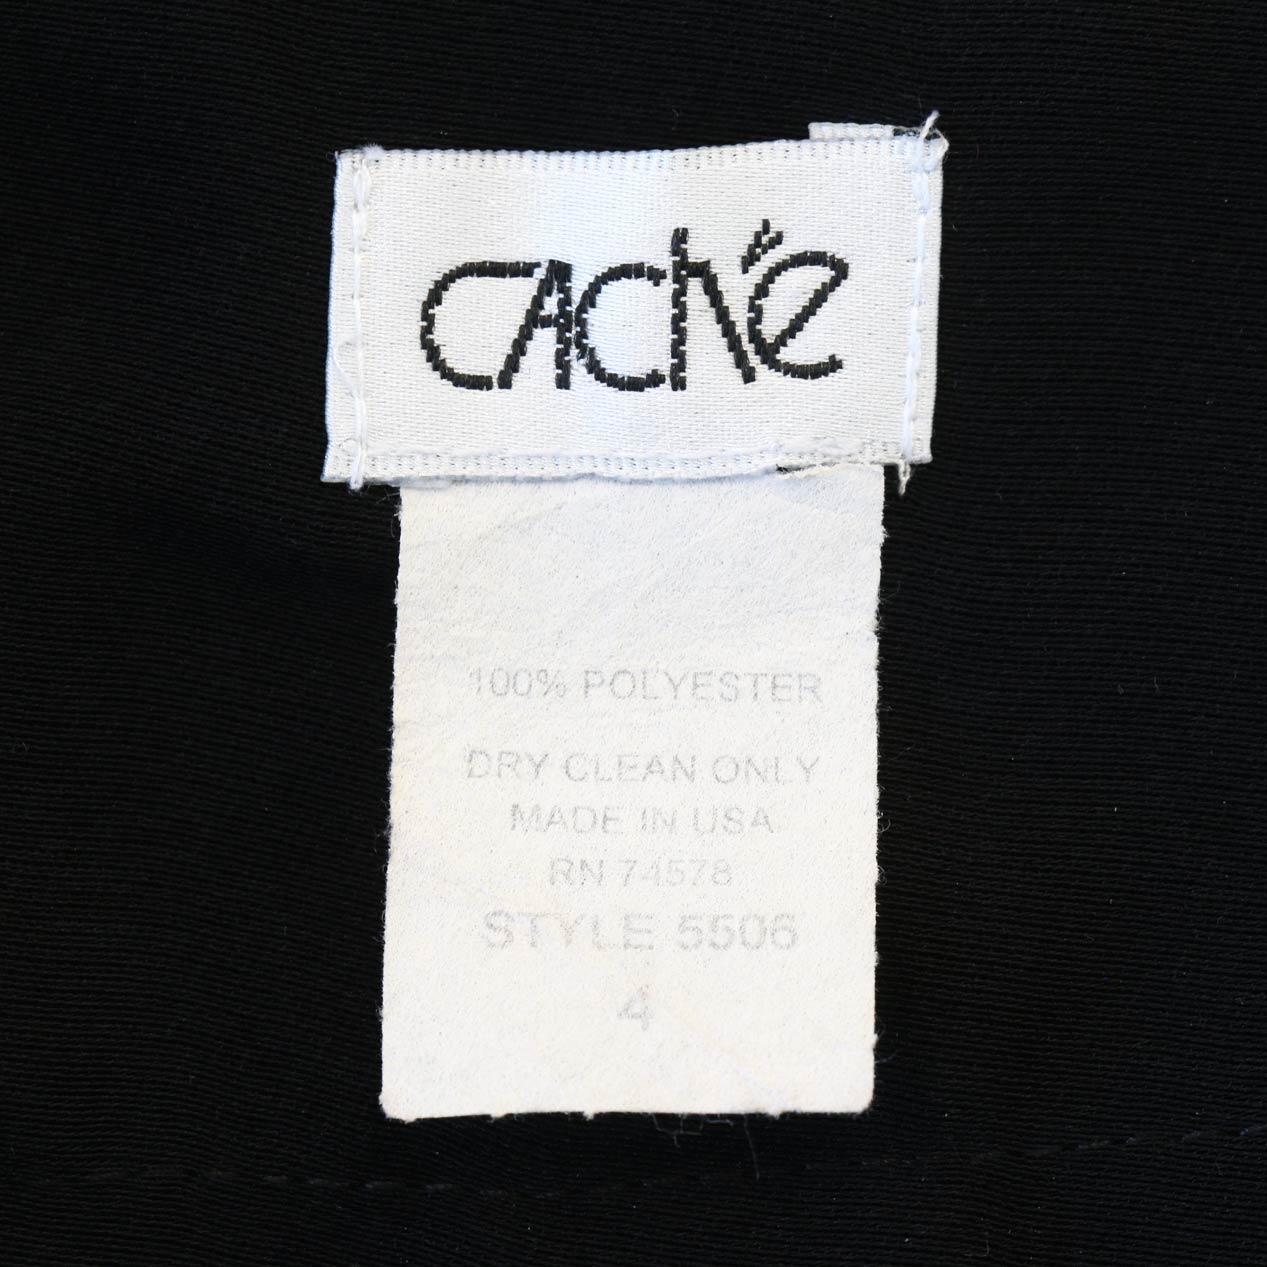 CAChé
100% POLYESTER
DRY CLEAN ONLY
MADE IN USA
RN 74578
STYLE 5506
4